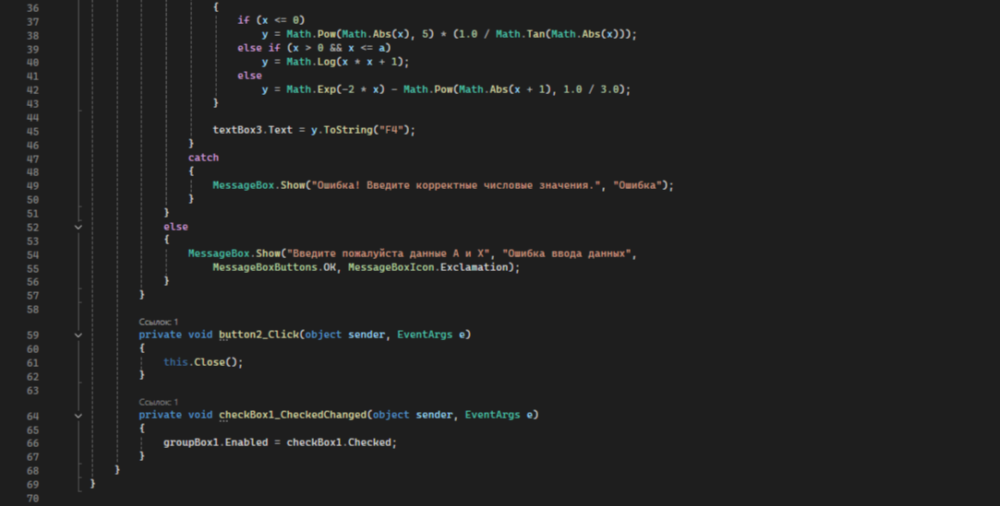 36 {
37 if (x <= 0)
38 y = Math.Pow(Math.Abs(x), 5) * (1.0 / Math.Tan(Math.Abs(x)));
39 else if (x > 0 && x <= a)
40 y = Math.Log(x * x + 1);
41 else
42 y = Math.Exp(-2 * x) - Math.Pow(Math.Abs(x + 1), 1.0 / 3.0);
43 }
44
45 textBox3.Text = y.ToString("F4");
46 }
47 catch
48 {
49 MessageBox.Show("Ошибка! Введите корректные числовые значения.", "Ошибка");
50 }
51 }
52 else
53 {
54 MessageBox.Show("Введите пожалуйста данные A и X", "Ошибка ввода данных",
55 MessageBoxButtons.OK, MessageBoxIcon.Exclamation);
56 }
57 }
58
Ссылок: 1
59 private void button2_Click(object sender, EventArgs e)
60 {
61 this.Close();
62 }
63
Ссылок: 1
64 private void checkBox1_CheckedChanged(object sender, EventArgs e)
65 {
66 groupBox1.Enabled = checkBox1.Checked;
67 }
68 }
69 }
70